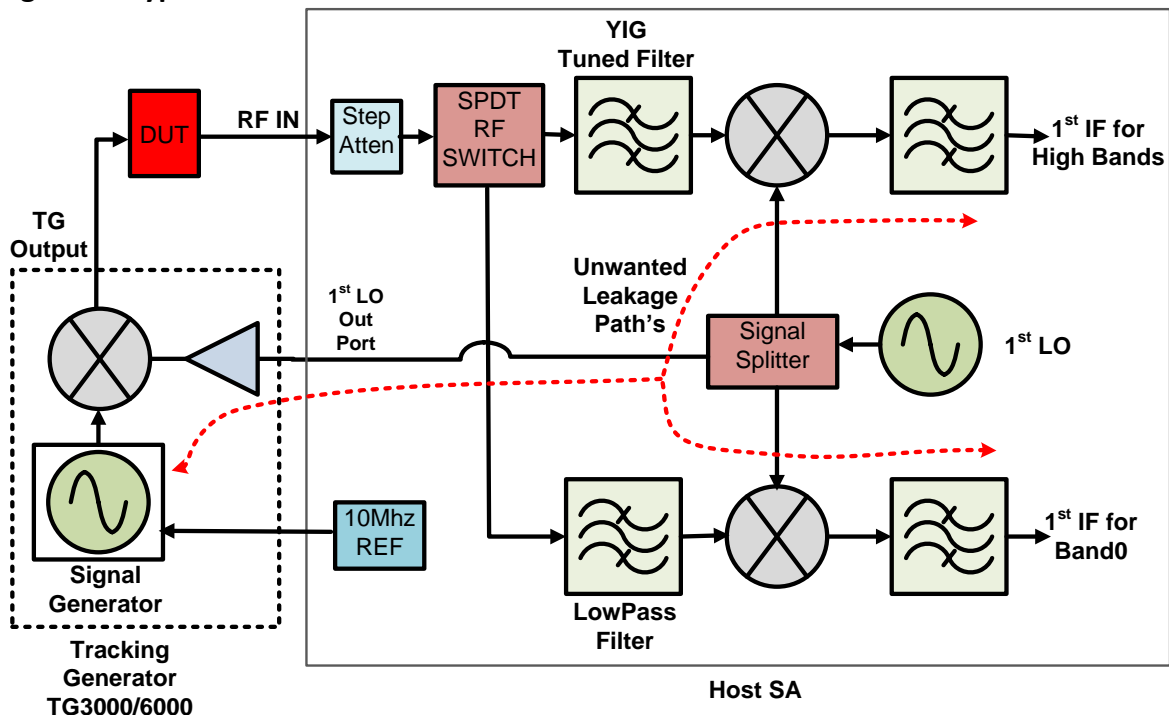 YIG
Tuned Filter
SPDT
RF
SWITCH
Step
Atten
RF IN
DUT
1st IF for
High Bands
TG
Output
Unwanted
Leakage
Path's
1st LO
Out
Port
Signal
Splitter
1st LO
10Mhz
REF
1st IF for
Band0
Signal
Generator
LowPass
Filter
Tracking
Generator
TG3000/6000
Host SA